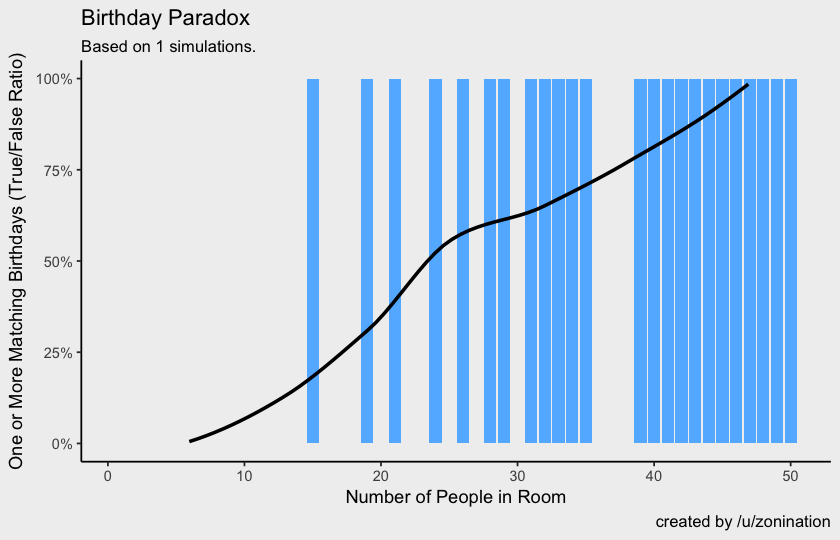 Birthday Paradox
Based on 1 simulations.
One or More Matching Birthdays (True/False Ratio)
100%
75%
50%
25%
0%
0 10 20 30 40 50
Number of People in Room
created by /u/zonination